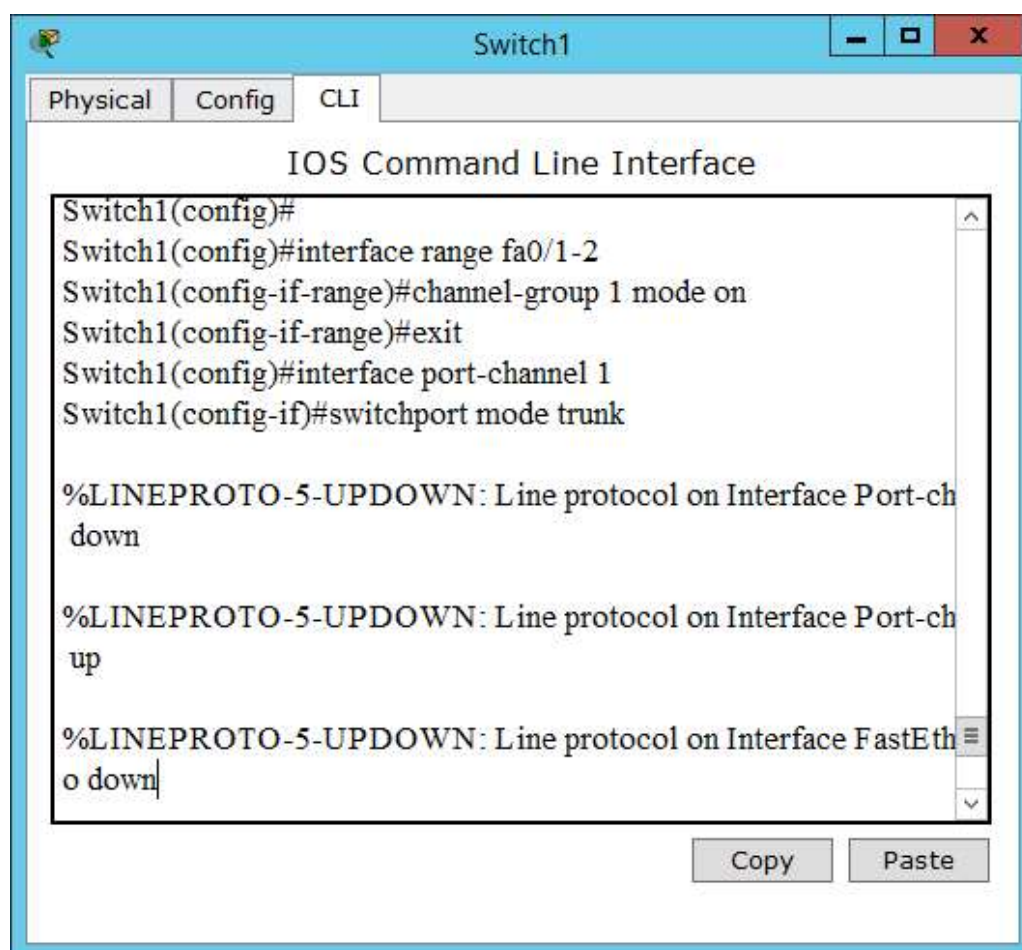 Switch1
Physical Config CLI
IOS Command Line Interface
Switch1(config)#
Switch1(config)#interface range fa0/1-2
Switch1(config-if-range)#channel-group 1 mode on
Switch1(config-if-range)#exit
Switch1(config)#interface port-channel 1
Switch1(config-if)#switchport mode trunk
%LINEPROTO-5-UPDOWN: Line protocol on Interface Port-ch
down
%LINEPROTO-5-UPDOWN: Line protocol on Interface Port-ch
up
%LINEPROTO-5-UPDOWN: Line protocol on Interface FastEth
o down
Copy Paste